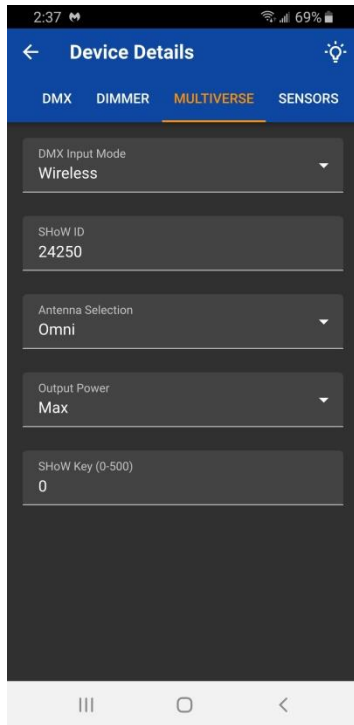 2:37 69%
Device Details
DMX DIMMER MULTIVERSE SENSORS
DMX Input Mode
Wireless
SHoW ID
24250
Antenna Selection
Omni
Output Power
Max
SHoW Key (0-500)
0